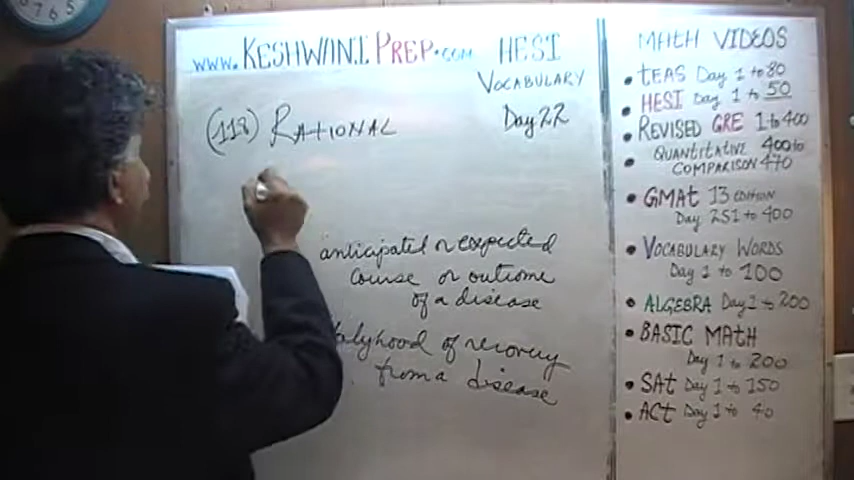 www.KESHWANIPREP.com
HESI
VOCABULARY
Day 22
(118) RATIONAL
anticipated or expected
course or outcome
of a disease
of recovery
from a disease
MATH VIDEOS
• TEAS Day 1 to 80
• HESI Day 1 to 50
• REVISED GRE 1 to 400
• QUANTITATIVE 400 to
COMPARISON 470
• GMAT 13 EDITION
Day 251 to 400
• VOCABULARY WORDS
Day 1 to 100
• ALGEBRA Day 1 to 200
• BASIC MATH
Day 1 to 200
• SAT Day 1 to 150
• ACT Day 1 to 40
7 6 5